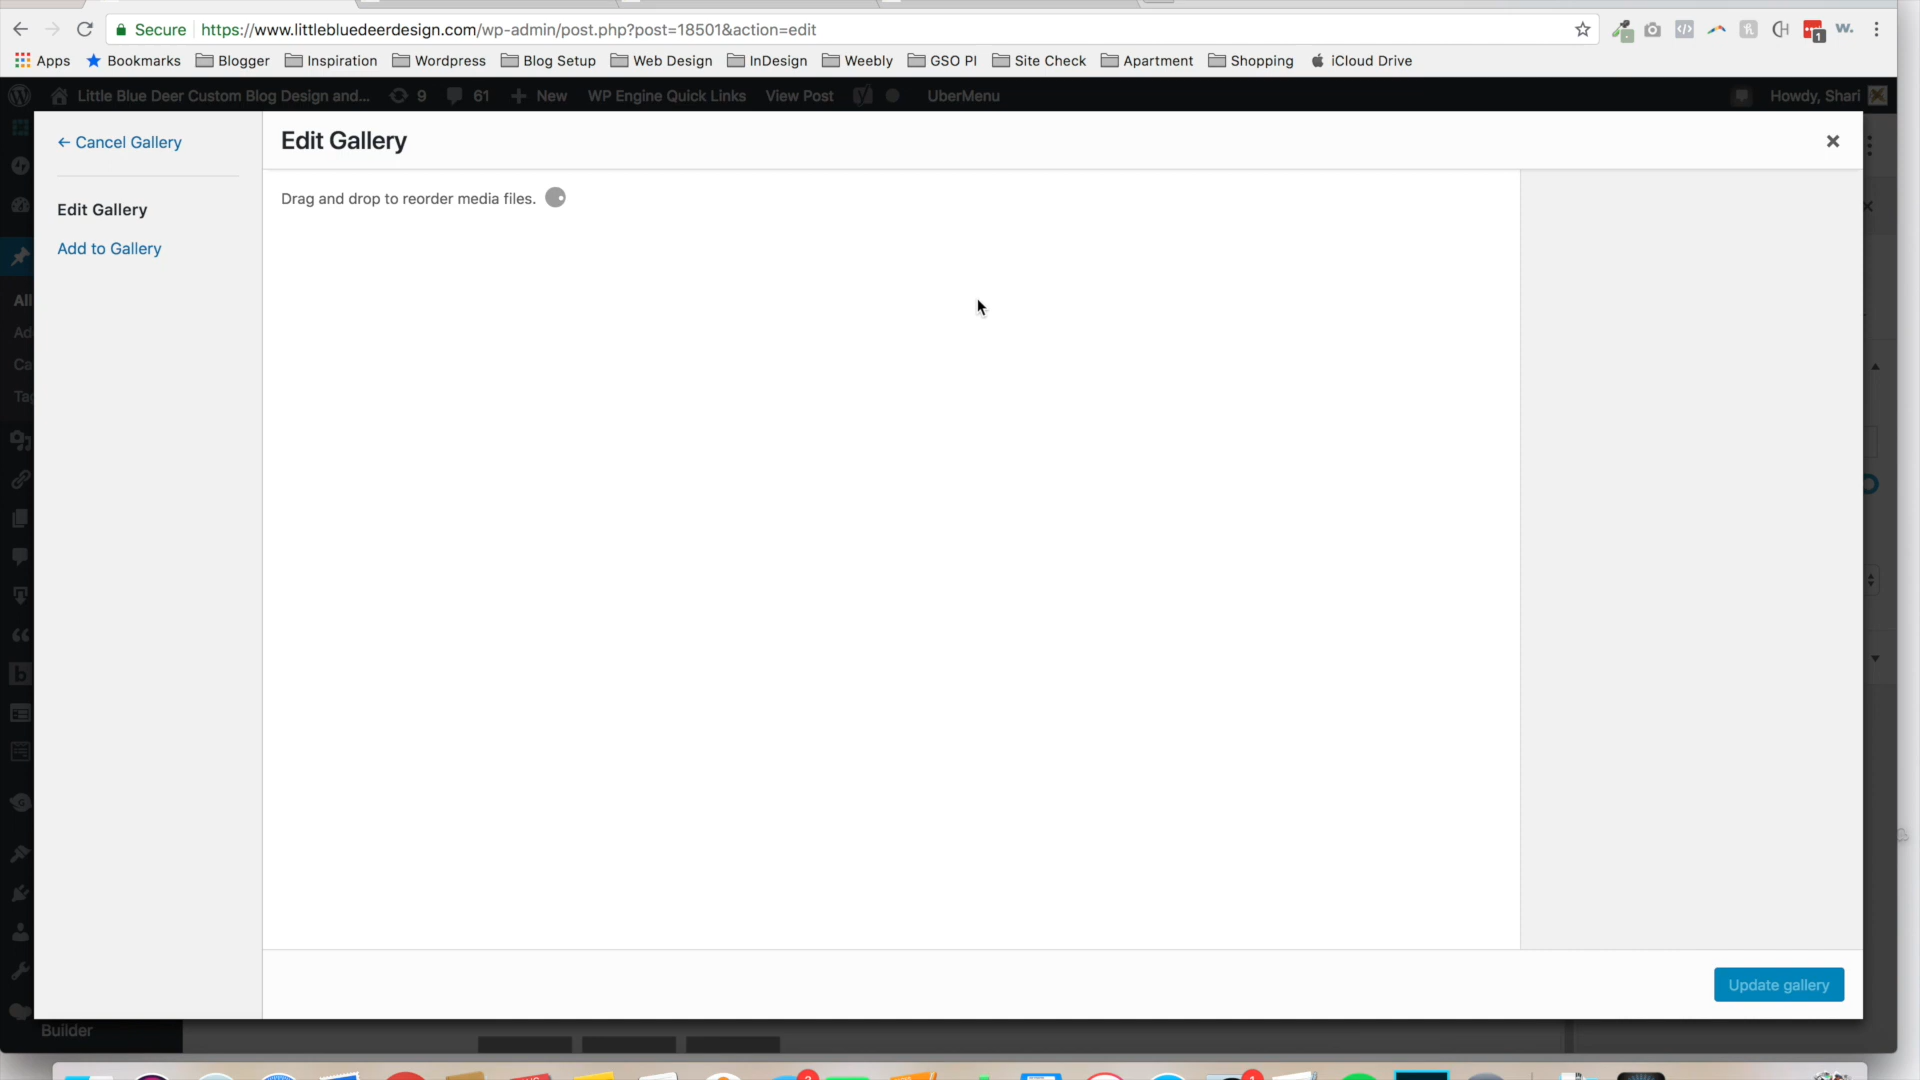 Secure https://www.littlebluedeerdesign.com/wp-admin/post.php?post=18501&action=edit
1
w.
Apps Bookmarks Blogger Inspiration Wordpress Blog Setup Web Design InDesign Weebly GSO PI Site Check Apartment Shopping iCloud Drive
Little Blue Deer Custom Blog Design and... 9 61 New WP Engine Quick Links View Post UberMenu Howdy, Shari
← Cancel Gallery
Edit Gallery
Edit Gallery
Add to Gallery
Drag and drop to reorder media files.
All
Update gallery
Builder